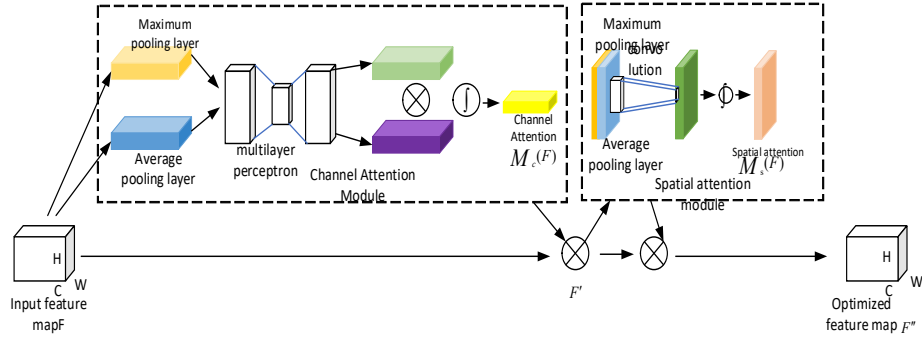 Maximum
pooling layer
Average
pooling layer
multilayer
perceptron
Channel Attention
Module
∫
Channel
Attention
M_c(F)
Maximum
pooling layer
convo
lution
Average
pooling layer
∫
Spatial attention
M_s(F)
Spatial attention
module
H
C W
Input feature
mapF
F'
H
C W
Optimized
feature map F"